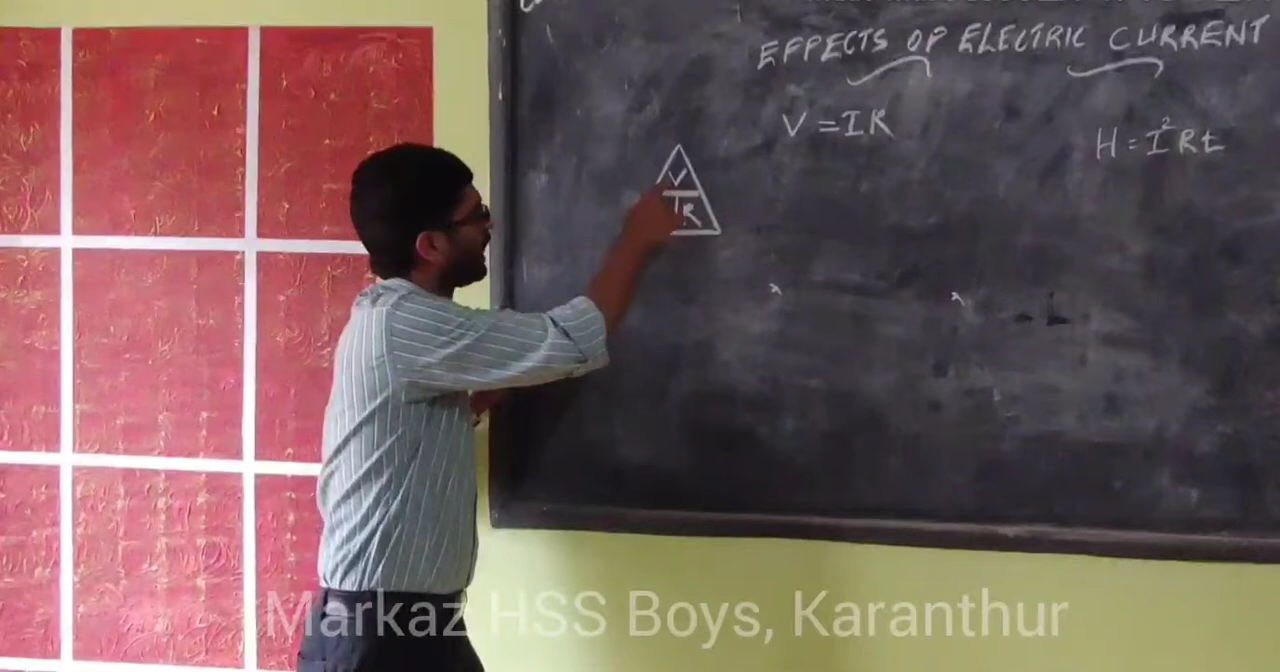 EFFECTS OF ELECTRIC CURRENT
V = IR
H = I²Rt
V
I R
Markaz HSS Boys, Karanthur